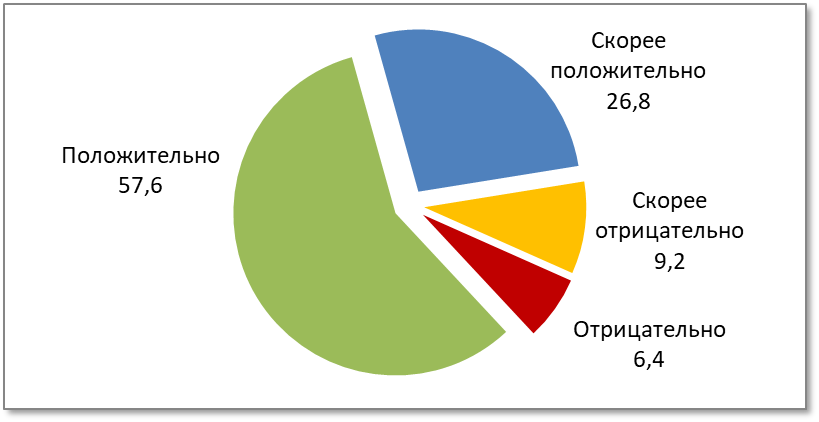 Скорее
положительно
26,8
Положительно
57,6
Скорее
отрицательно
9,2
Отрицательно
6,4